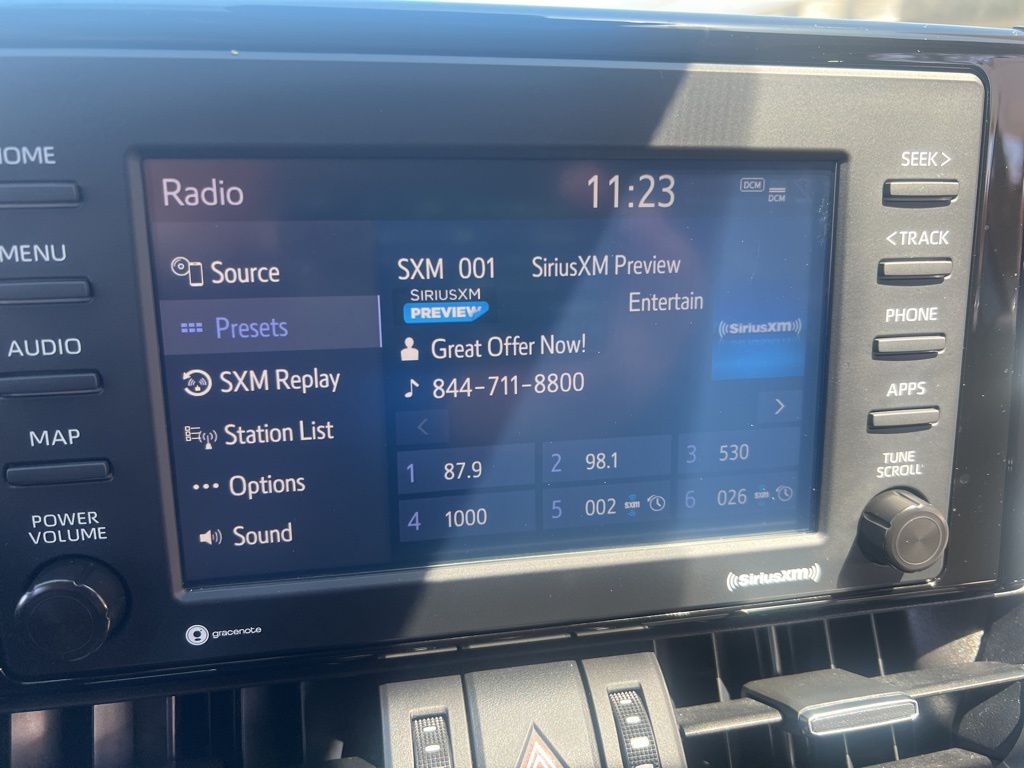 HOME
MENU
AUDIO
MAP
POWER
VOLUME
Radio
11:23
DCM
DCM
Source
Presets
SXM Replay
Station List
Options
Sound
SXM 001 SiriusXM Preview
SIRIUSXM
PREVIEW
Entertain
Great Offer Now!
844-711-8800
((SiriusXM))
<
>
1 87.9
2 98.1
3 530
4 1000
5 002 sxm
6 026 sxm
SEEK >
< TRACK
PHONE
APPS
TUNE
SCROLL
gracenote
((SiriusXM))